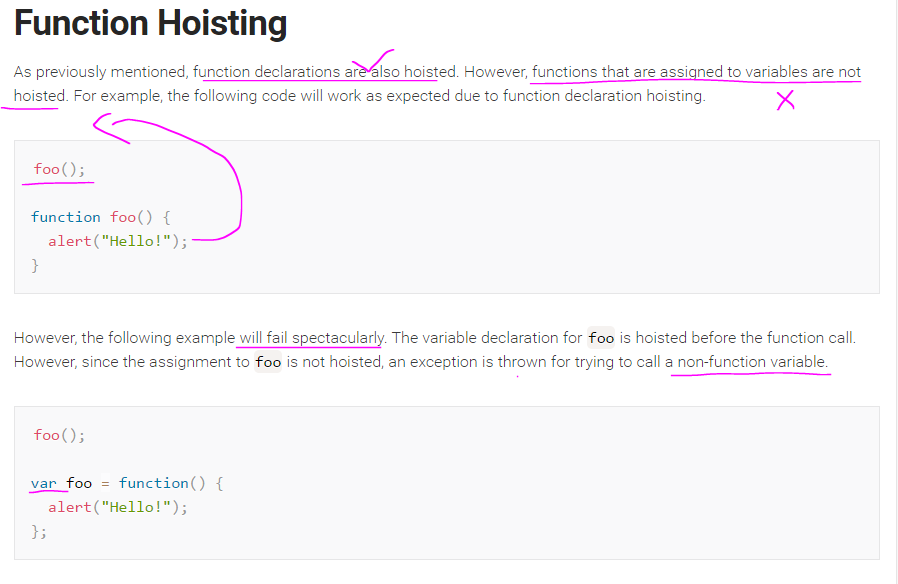 Function Hoisting
As previously mentioned, function declarations are also hoisted. However, functions that are assigned to variables are not
hoisted. For example, the following code will work as expected due to function declaration hoisting.
foo();
function foo() {
  alert("Hello!");
}
However, the following example will fail spectacularly. The variable declaration for foo is hoisted before the function call.
However, since the assignment to foo is not hoisted, an exception is thrown for trying to call a non-function variable.
foo();
var foo = function() {
  alert("Hello!");
};